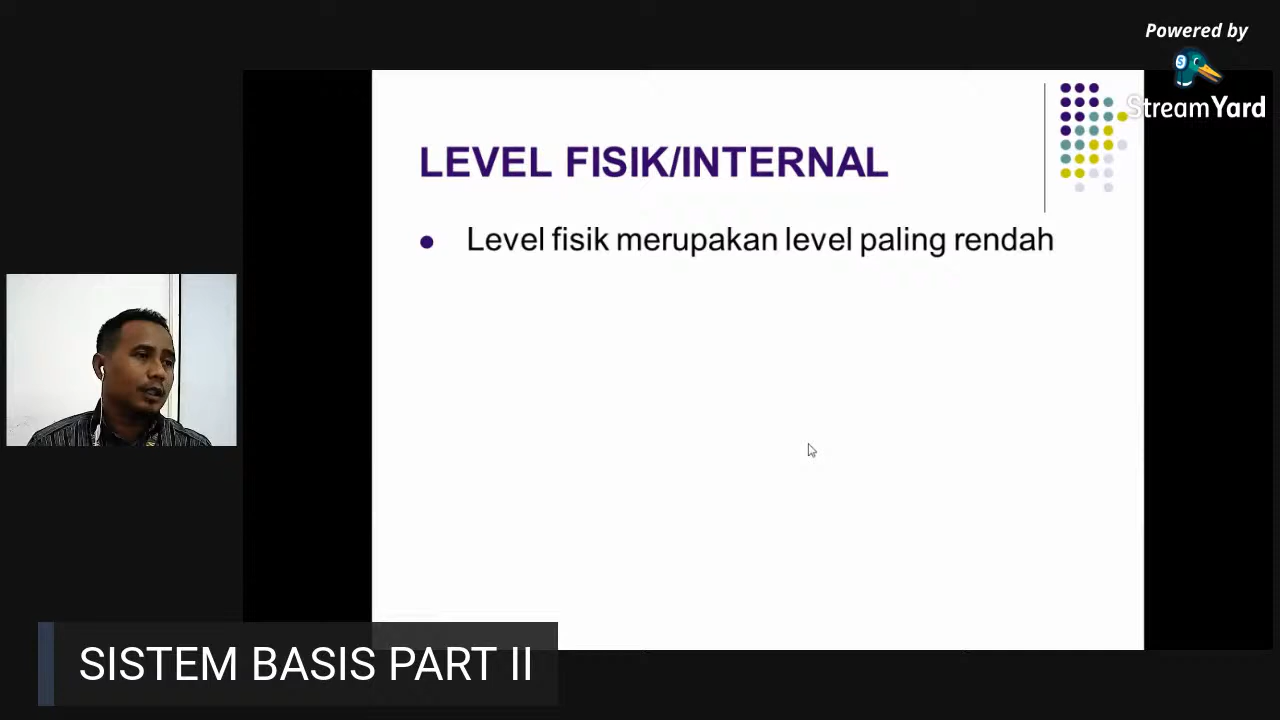 Powered by
StreamYard
LEVEL FISIK/INTERNAL
Level fisik merupakan level paling rendah
SISTEM BASIS PART II